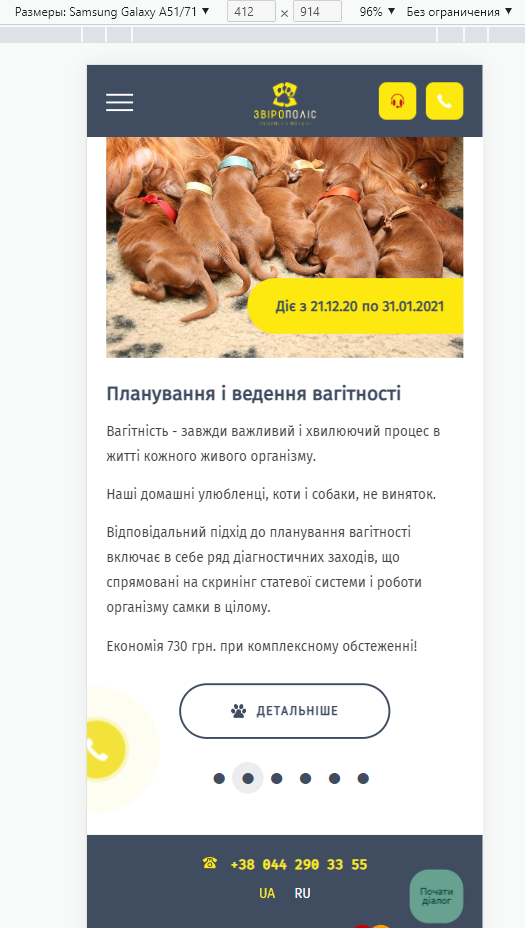 Размеры: Samsung Galaxy A51/71 ▼ 412 × 914 96% ▼ Без ограничения ▼
ЗВІРОПОЛІС
Діє з 21.12.20 по 31.01.2021
Планування і ведення вагітності
Вагітність - завжди важливий і хвилюючий процес в
житті кожного живого організму.
Наші домашні улюбленці, коти і собаки, не виняток.
Відповідальний підхід до планування вагітності
включає в себе ряд діагностичних заходів, що
спрямовані на скринінг статевої системи і роботи
організму самки в цілому.
Економія 730 грн. при комплексному обстеженні!
ДЕТАЛЬНІШЕ
☎ +38 044 290 33 55
UA RU
Почати
діалог